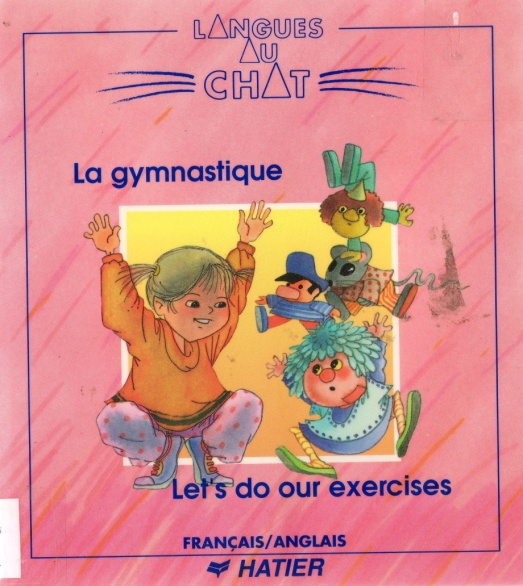 LANGUES
AU
CHAT
La gymnastique
Let's do our exercises
FRANÇAIS/ANGLAIS
HATIER